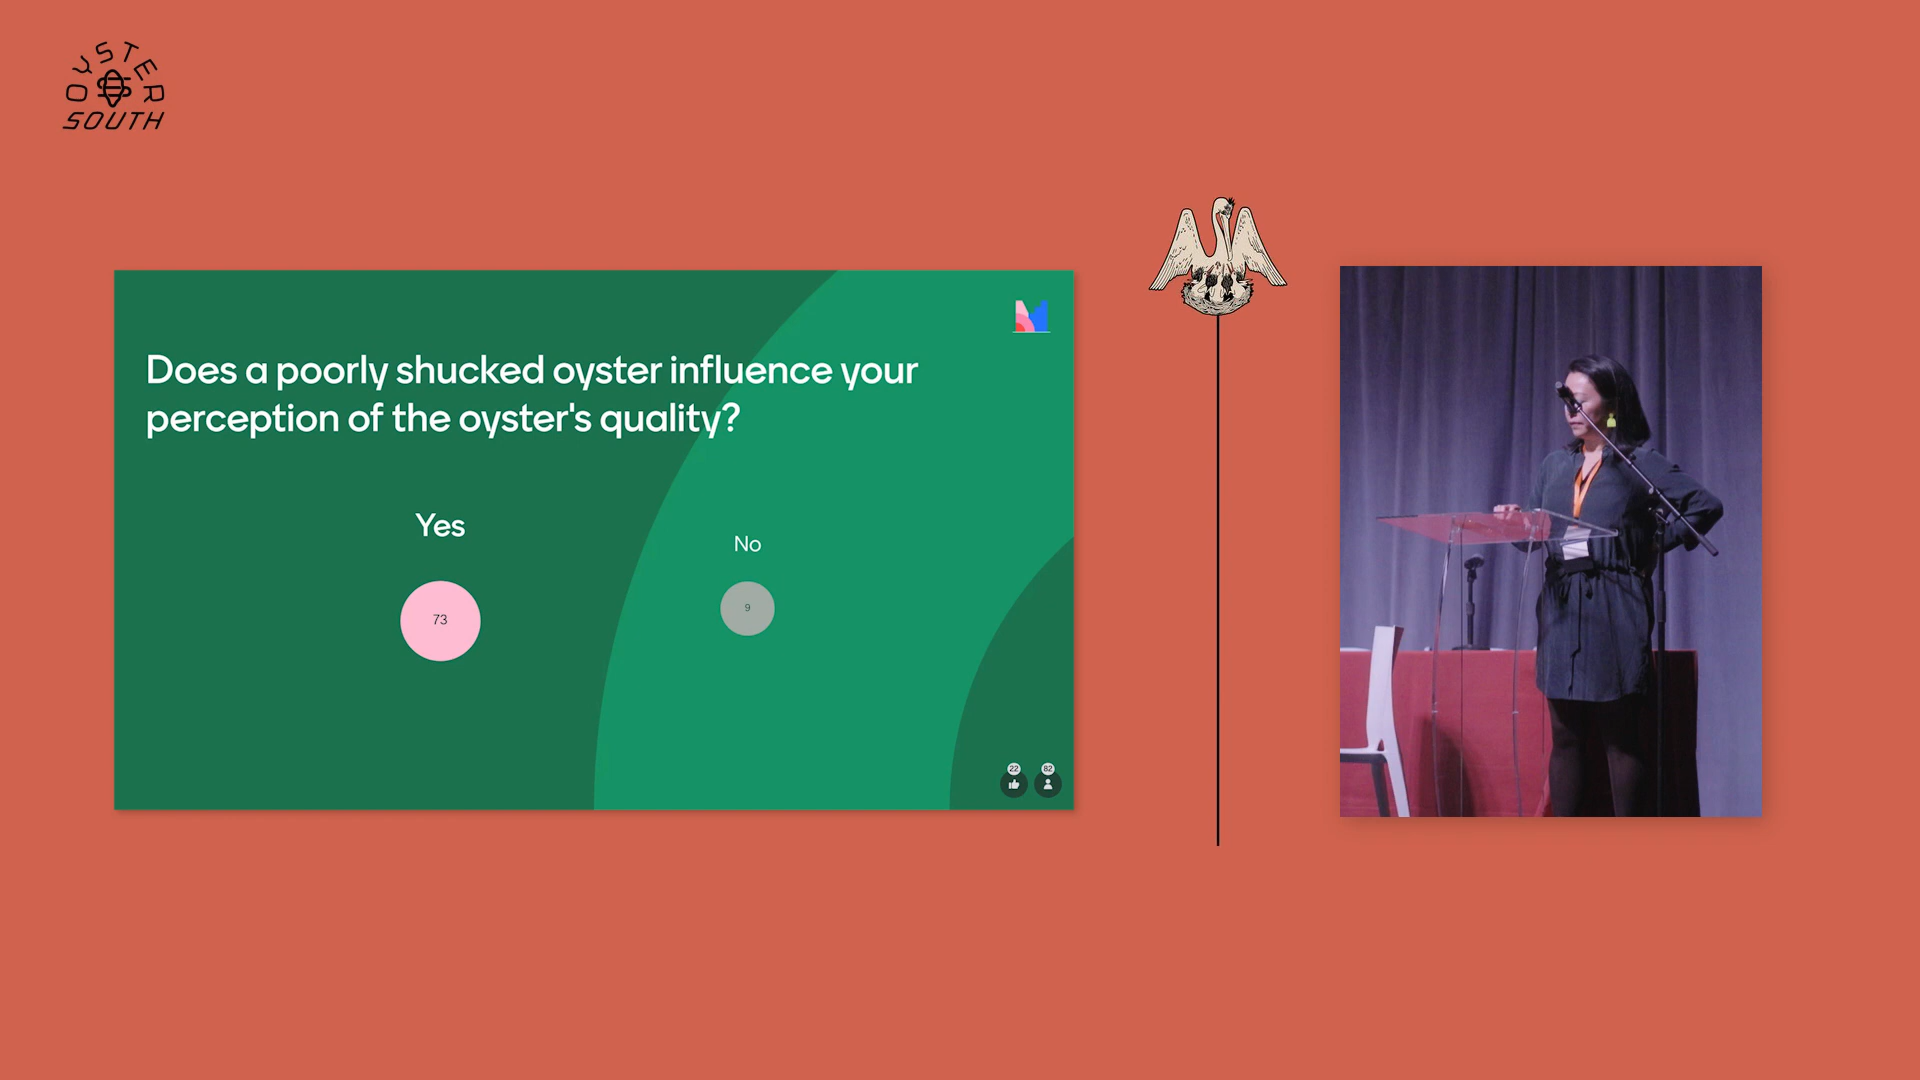 OYSTER
SOUTH
Does a poorly shucked oyster influence your
perception of the oyster's quality?
Yes
No
73
9
22
82